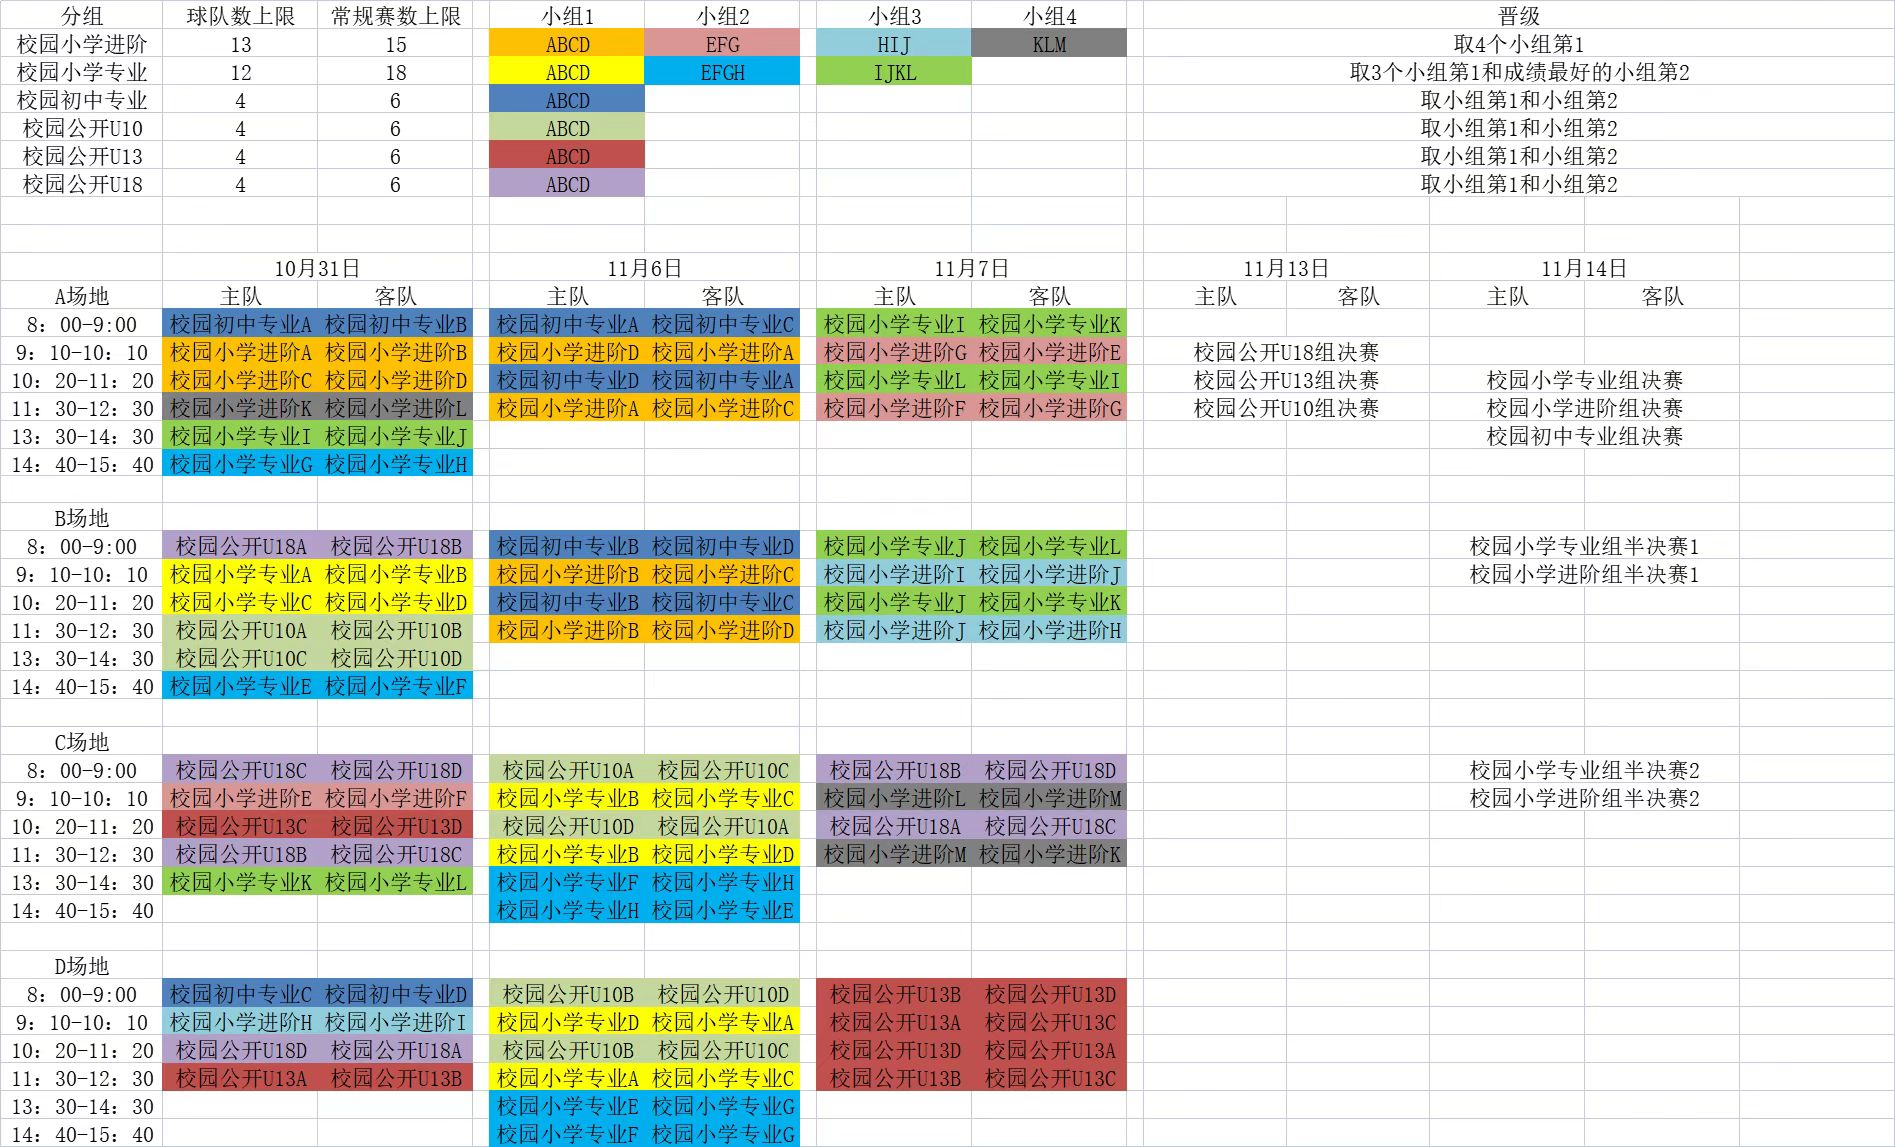 分组 球队数上限 常规赛数上限 小组1 小组2 小组3 小组4 晋级
校园小学进阶 13 15 ABCD EFG HIJ KLM 取4个小组第1
校园小学专业 12 18 ABCD EFGH IJKL 取3个小组第1和成绩最好的小组第2
校园初中专业 4 6 ABCD 取小组第1和小组第2
校园公开U10 4 6 ABCD 取小组第1和小组第2
校园公开U13 4 6 ABCD 取小组第1和小组第2
校园公开U18 4 6 ABCD 取小组第1和小组第2
10月31日 11月6日 11月7日 11月13日 11月14日
A场地 主队 客队 主队 客队 主队 客队 主队 客队 主队 客队
8：00-9:00 校园初中专业A 校园初中专业B 校园初中专业A 校园初中专业C 校园小学专业I 校园小学专业K
9：10-10：10 校园小学进阶A 校园小学进阶B 校园小学进阶D 校园小学进阶A 校园小学进阶G 校园小学进阶E 校园公开U18组决赛
10：20-11：20 校园小学进阶C 校园小学进阶D 校园初中专业D 校园初中专业A 校园小学专业L 校园小学专业I 校园公开U13组决赛 校园小学专业组决赛
11：30-12：30 校园小学进阶K 校园小学进阶L 校园小学进阶A 校园小学进阶C 校园小学进阶F 校园小学进阶G 校园公开U10组决赛 校园小学进阶组决赛
13：30-14：30 校园小学专业I 校园小学专业J 校园初中专业组决赛
14：40-15：40 校园小学专业G 校园小学专业H
B场地
8：00-9:00 校园公开U18A 校园公开U18B 校园初中专业B 校园初中专业D 校园小学专业J 校园小学专业L 校园小学专业组半决赛1
9：10-10：10 校园小学专业A 校园小学专业B 校园小学进阶B 校园小学进阶C 校园小学进阶I 校园小学进阶J 校园小学进阶组半决赛1
10：20-11：20 校园小学专业C 校园小学专业D 校园初中专业B 校园初中专业C 校园小学专业J 校园小学专业K
11：30-12：30 校园公开U10A 校园公开U10B 校园小学进阶B 校园小学进阶D 校园小学进阶J 校园小学进阶H
13：30-14：30 校园公开U10C 校园公开U10D
14：40-15：40 校园小学专业E 校园小学专业F
C场地
8：00-9:00 校园公开U18C 校园公开U18D 校园公开U10A 校园公开U10C 校园公开U18B 校园公开U18D 校园小学专业组半决赛2
9：10-10：10 校园小学进阶E 校园小学进阶F 校园小学专业B 校园小学专业C 校园小学进阶L 校园小学进阶M 校园小学进阶组半决赛2
10：20-11：20 校园公开U13C 校园公开U13D 校园公开U10D 校园公开U10A 校园公开U18A 校园公开U18C
11：30-12：30 校园公开U18B 校园公开U18C 校园小学专业B 校园小学专业D 校园小学进阶M 校园小学进阶K
13：30-14：30 校园小学专业K 校园小学专业L 校园小学专业F 校园小学专业H
14：40-15：40 校园小学专业H 校园小学专业E
D场地
8：00-9:00 校园初中专业C 校园初中专业D 校园公开U10B 校园公开U10D 校园公开U13B 校园公开U13D
9：10-10：10 校园小学进阶H 校园小学进阶I 校园小学专业D 校园小学专业A 校园公开U13A 校园公开U13C
10：20-11：20 校园公开U18D 校园公开U18A 校园公开U10B 校园公开U10C 校园公开U13D 校园公开U13A
11：30-12：30 校园公开U13A 校园公开U13B 校园小学专业A 校园小学专业C 校园公开U13B 校园公开U13C
13：30-14：30 校园小学专业E 校园小学专业G
14：40-15：40 校园小学专业F 校园小学专业G